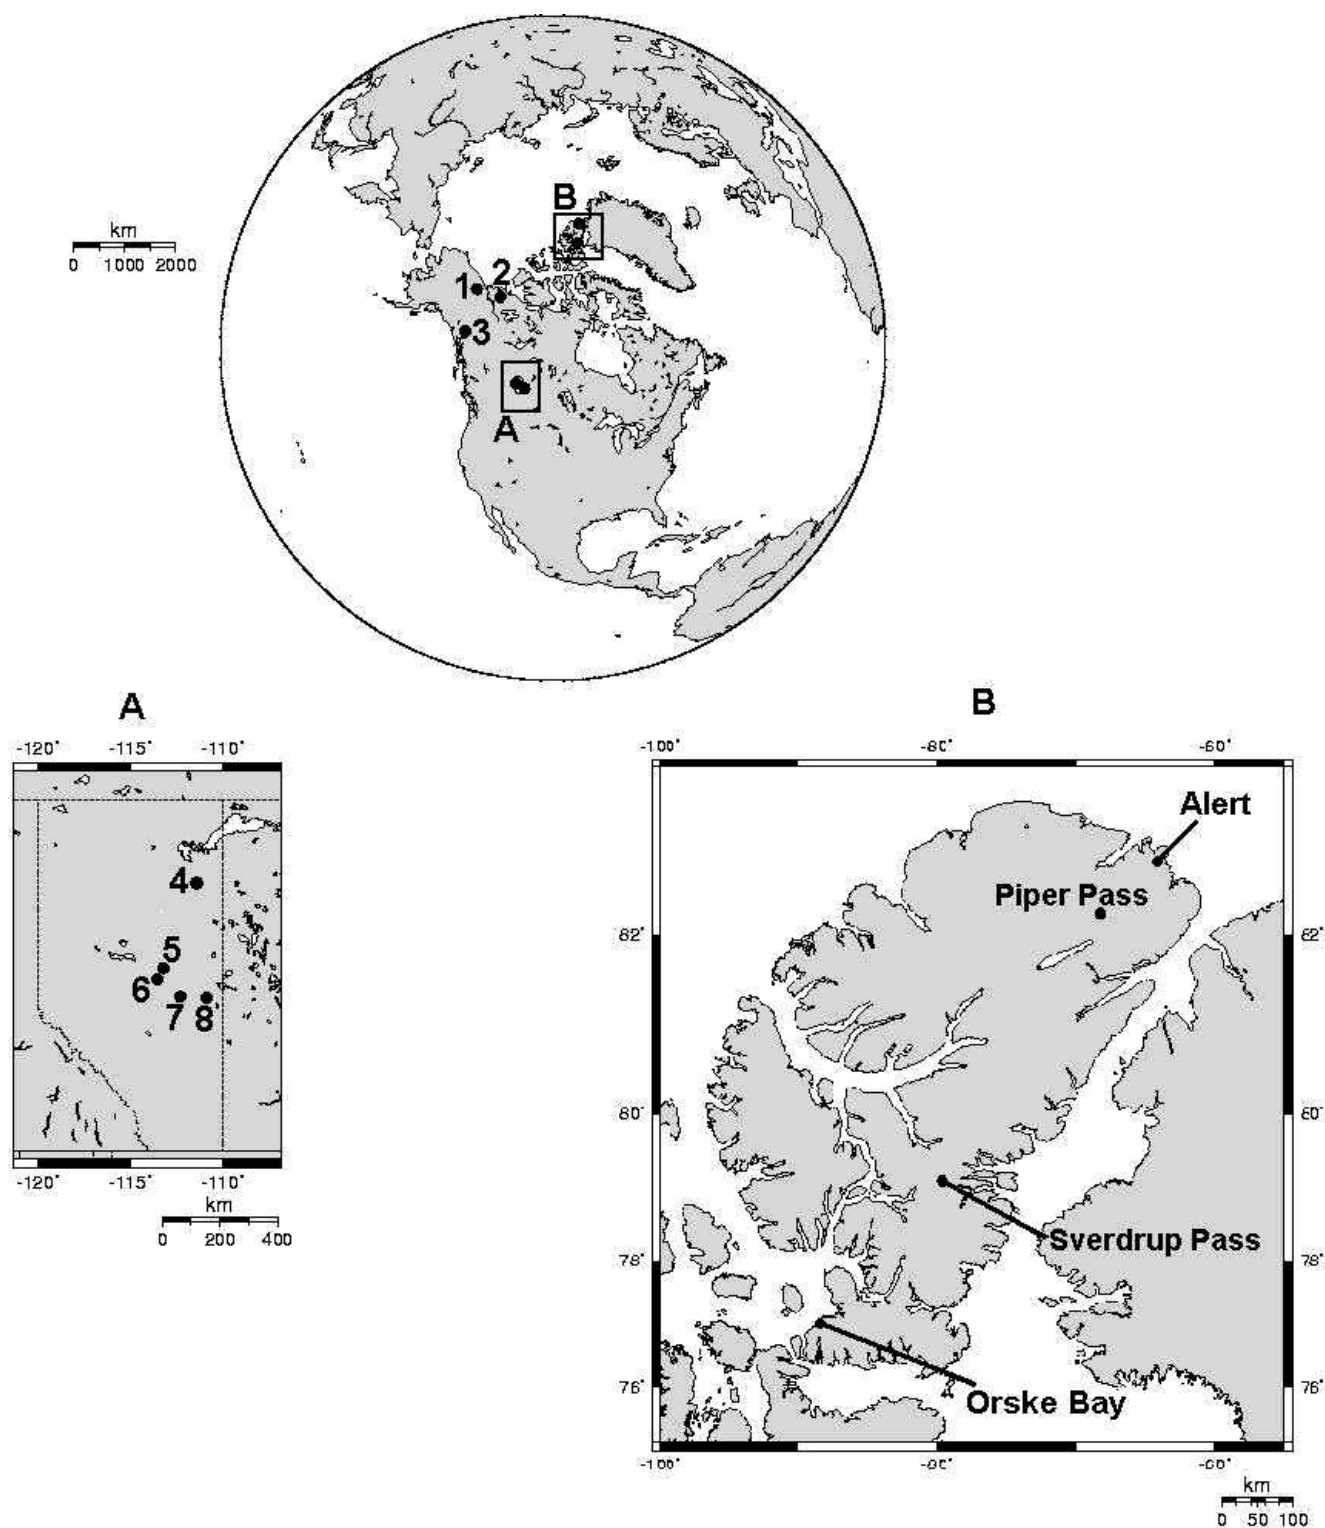 km
0 1000 2000
B
1
2
3
A
A
-120° -115° -110°
4
5
6
7
8
-120° -115° -110°
km
0 200 400
B
-100° -80° -60°
Alert
Piper Pass
82° 82°
80° 80°
Sverdrup Pass
78° 78°
76° 76°
Orske Bay
-100° -80° -60°
km
0 50 100